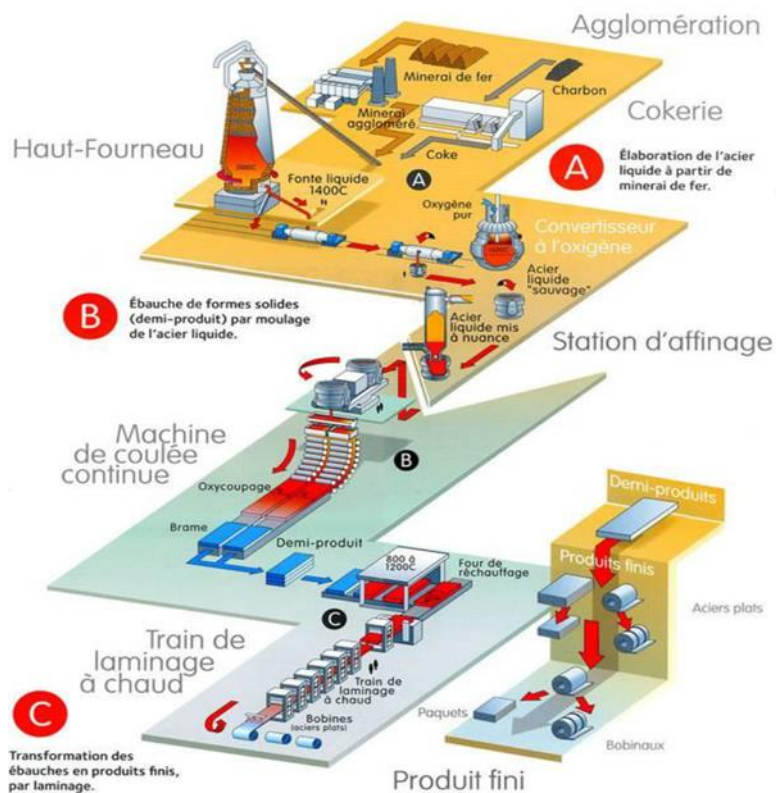 Agglomération
Minerai de fer
Charbon
Minerai
aggloméré
Cokerie
Haut-Fourneau
Coke
A
A
Élaboration de l'acier
liquide à partir de
minerai de fer.
Fonte liquide
1400C
Oxygène
pur
Convertisseur
à l'oxigène
Acier
liquide
"sauvage"
B
Ébauche de formes solides
(demi-produit) par moulage
de l'acier liquide.
Acier
liquide mis
à nuance
Station d'affinage
Machine
de coulée
continue
B
Oxycoupage
Brame
Demi-produit
800 à
1200C
Four de
réchauffage
Demi-produits
Produits finis
Aciers plats
C
Train de
laminage
à chaud
Train de
laminage
à chaud
Bobines
(aciers plats)
Paquets
Bobinaux
C
Transformation des
ébauches en produits finis,
par laminage.
Produit fini